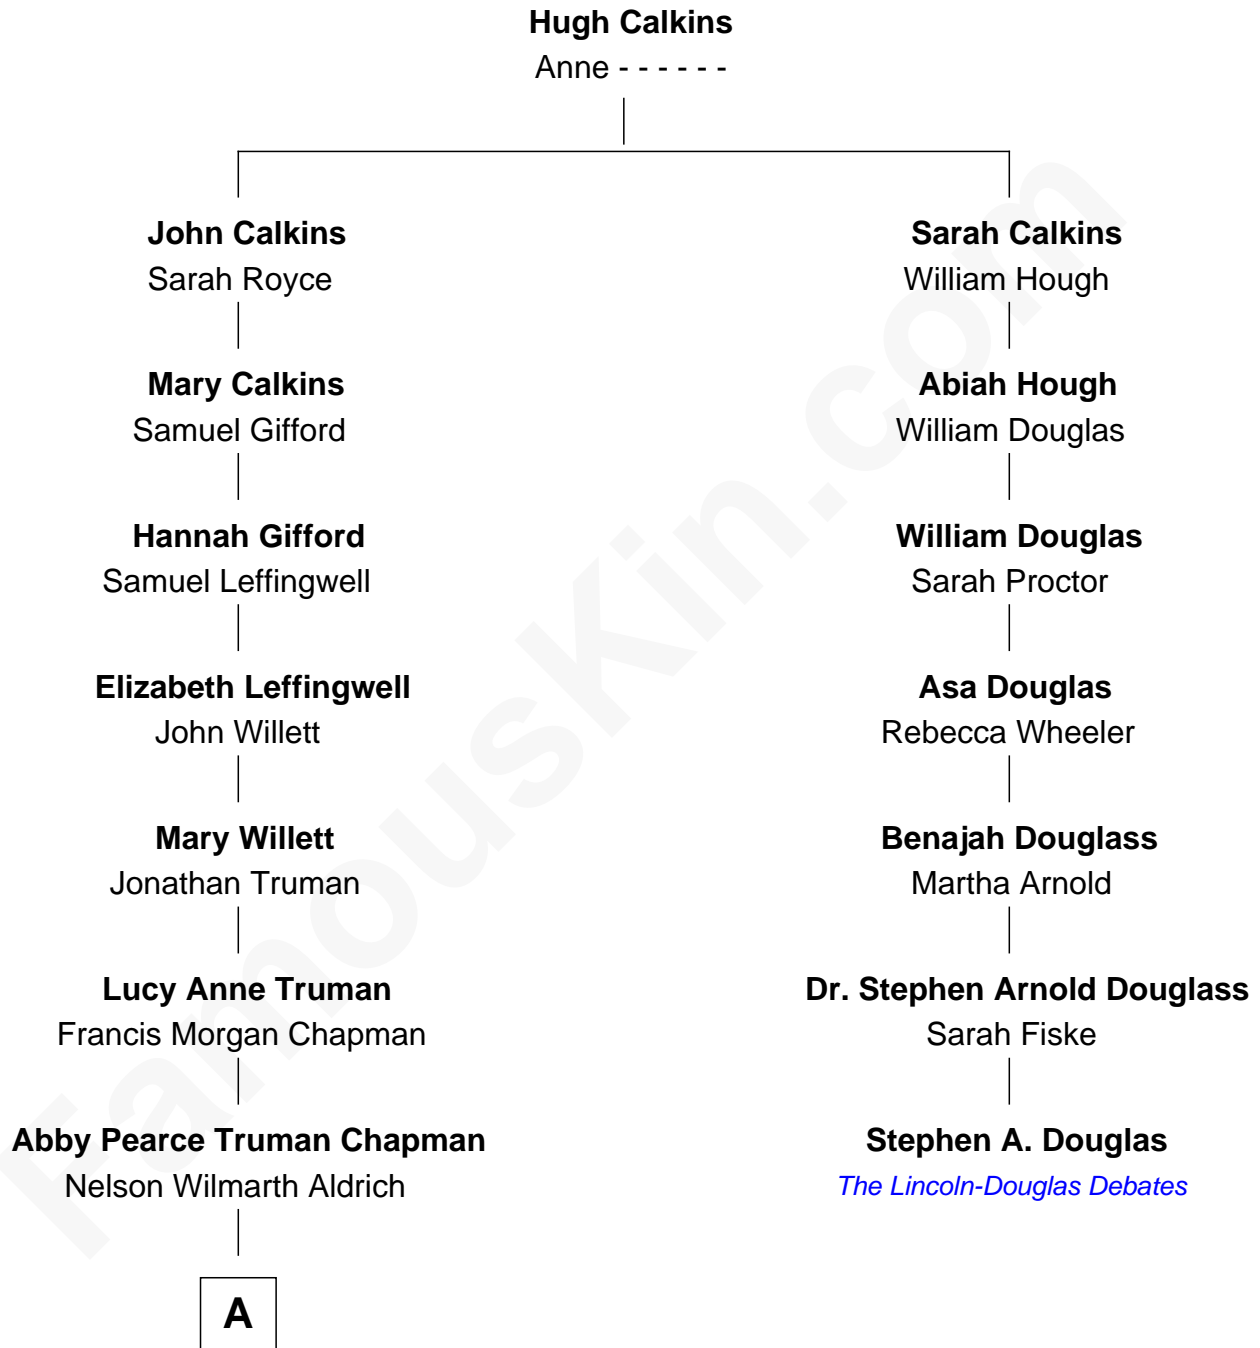 Hugh Calkins
Anne - - - - - -
John Calkins
Sarah Royce
Sarah Calkins
William Hough
Mary Calkins
Samuel Gifford
Abiah Hough
William Douglas
Hannah Gifford
Samuel Leffingwell
William Douglas
Sarah Proctor
Elizabeth Leffingwell
John Willett
Asa Douglas
Rebecca Wheeler
Mary Willett
Jonathan Truman
Benajah Douglass
Martha Arnold
Lucy Anne Truman
Francis Morgan Chapman
Dr. Stephen Arnold Douglass
Sarah Fiske
Abby Pearce Truman Chapman
Nelson Wilmarth Aldrich
Stephen A. Douglas
The Lincoln-Douglas Debates
A
FamousKin.com